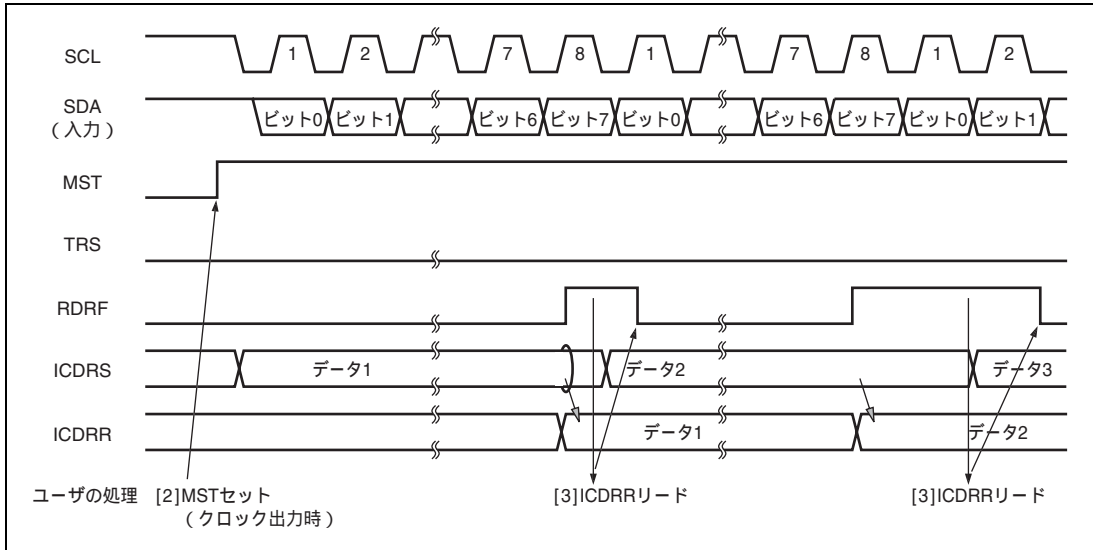 SCL 1 2 7 8 1 7 8 1 2
SDA
(入力)
ビット0 ビット1 ビット6 ビット7 ビット0 ビット6 ビット7 ビット0 ビット1
MST
TRS
RDRF
ICDRS データ1 データ2 データ3
ICDRR データ1 データ2
ユーザの処理 [2]MSTセット [3]ICDRRリード [3]ICDRRリード
(クロック出力時)